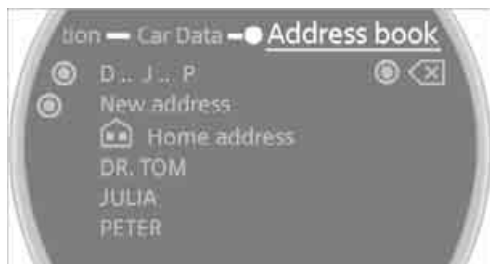 tion Car Data Address book
D .. J .. P
New address
Home address
DR. TOM
JULIA
PETER